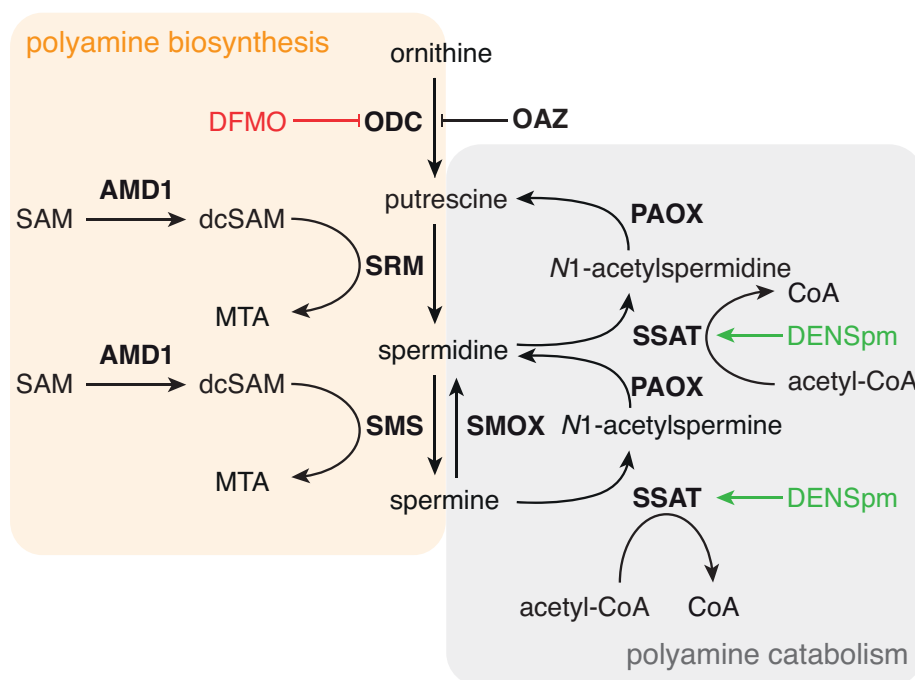 polyamine biosynthesis
ornithine
DFMO
ODC
OAZ
AMD1
SAM
dcSAM
putrescine
PAOX
SRM
N1-acetylspermidine
CoA
MTA
SSAT
DENSpm
spermidine
AMD1
PAOX
acetyl-CoA
SAM
dcSAM
SMS
SMOX
N1-acetylspermine
MTA
spermine
SSAT
DENSpm
acetyl-CoA
CoA
polyamine catabolism